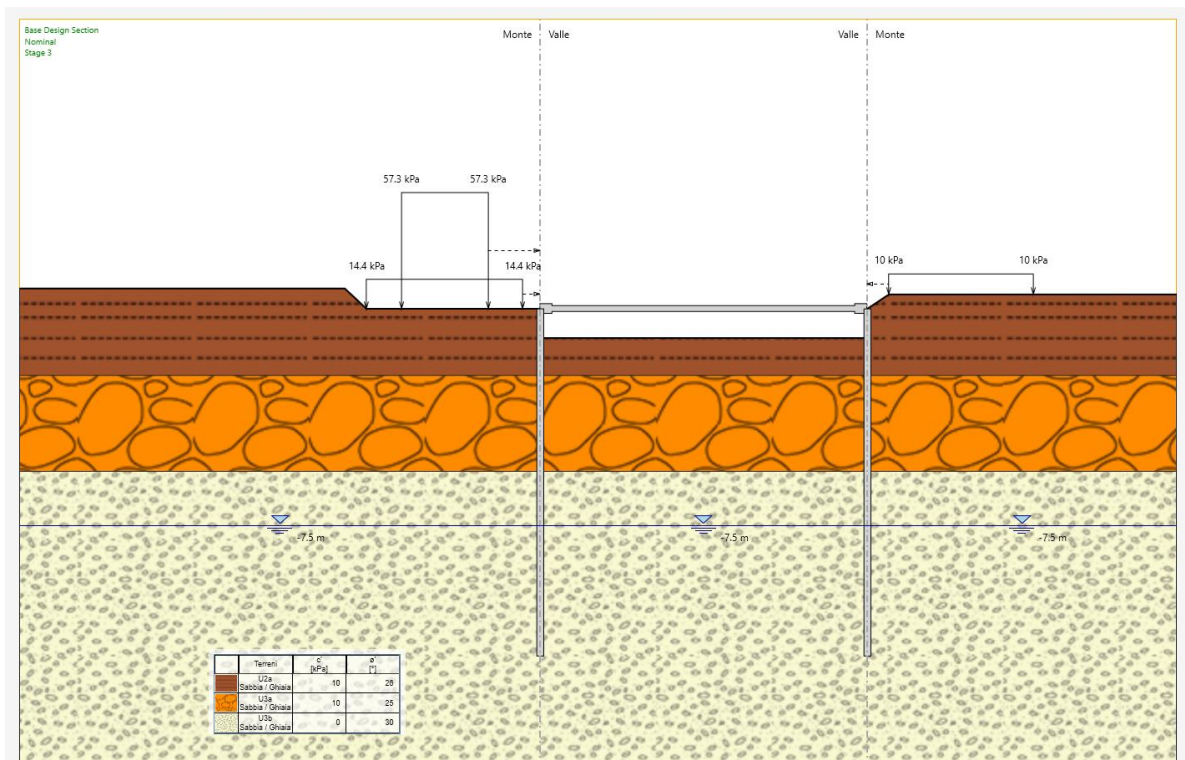 Base Design Section
Nominal
Stage 3
Monte Valle
Valle Monte
57.3 kPa 57.3 kPa
14.4 kPa 14.4 kPa
10 kPa 10 kPa
-7.5 m
-7.5 m
-7.5 m
Terreni c' ø'
[kPa] [°]
U2a
Sabbia / Ghiaia 10 26
U3a
Sabbia / Ghiaia 10 25
U3b
Sabbia / Ghiaia 0 30